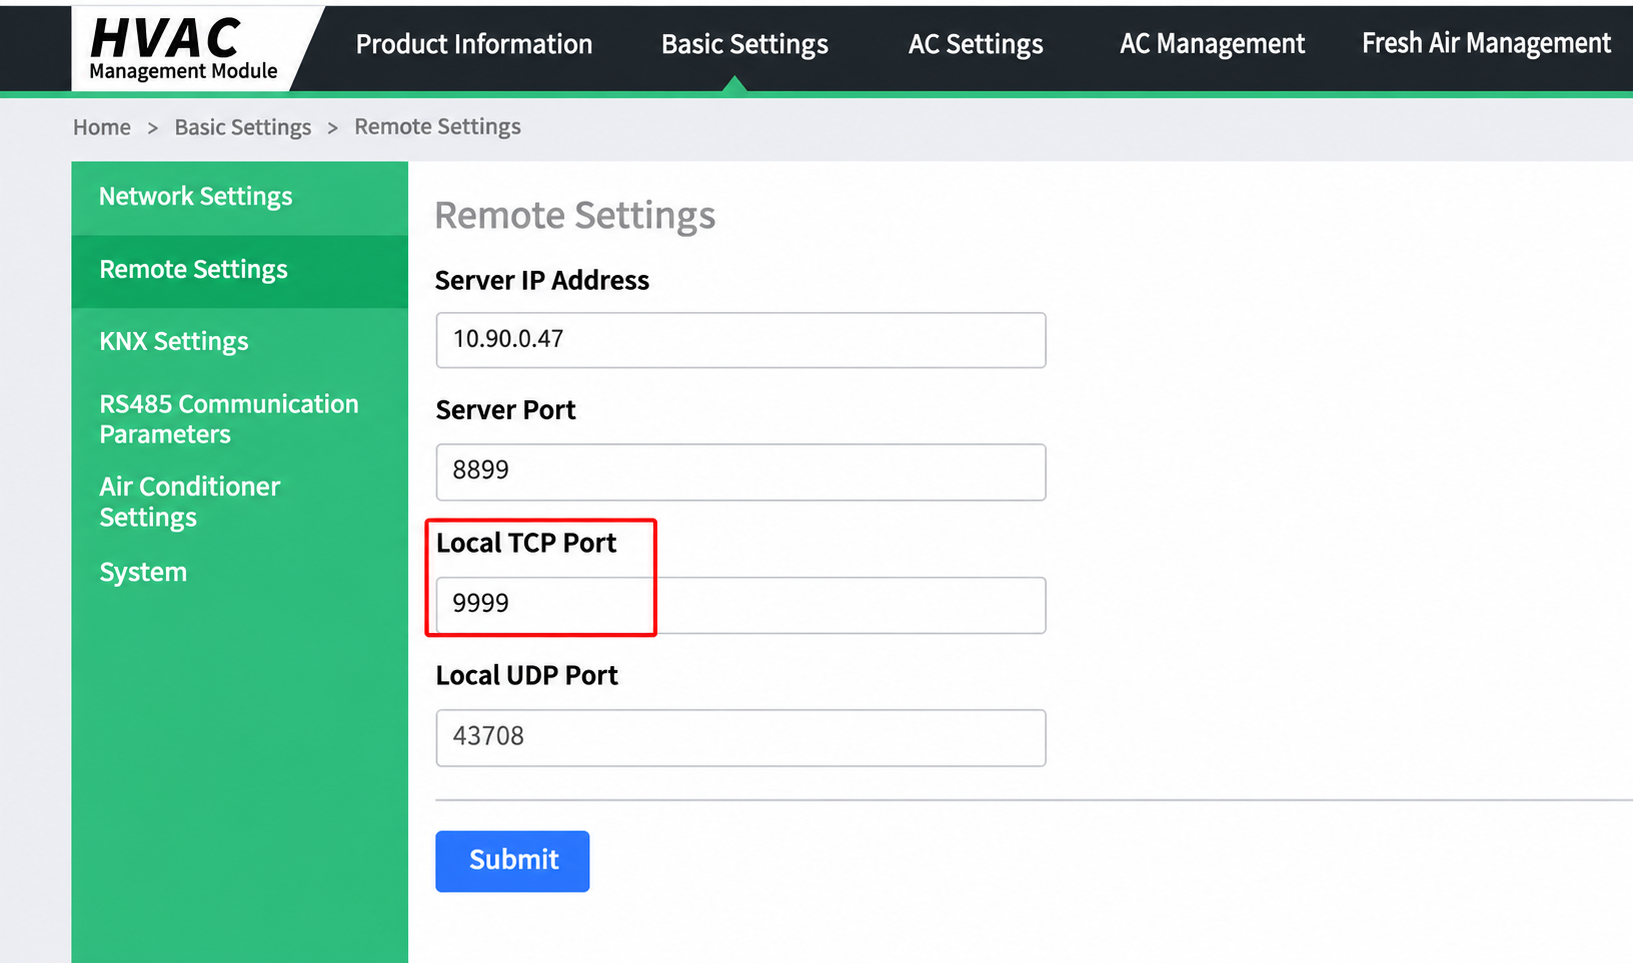 HVAC
Management Module
Product Information
Basic Settings
AC Settings
AC Management
Fresh Air Management
Home > Basic Settings > Remote Settings
Network Settings
Remote Settings
KNX Settings
RS485 Communication
Parameters
Air Conditioner
Settings
System
Remote Settings
Server IP Address
10.90.0.47
Server Port
8899
Local TCP Port
9999
Local UDP Port
43708
Submit